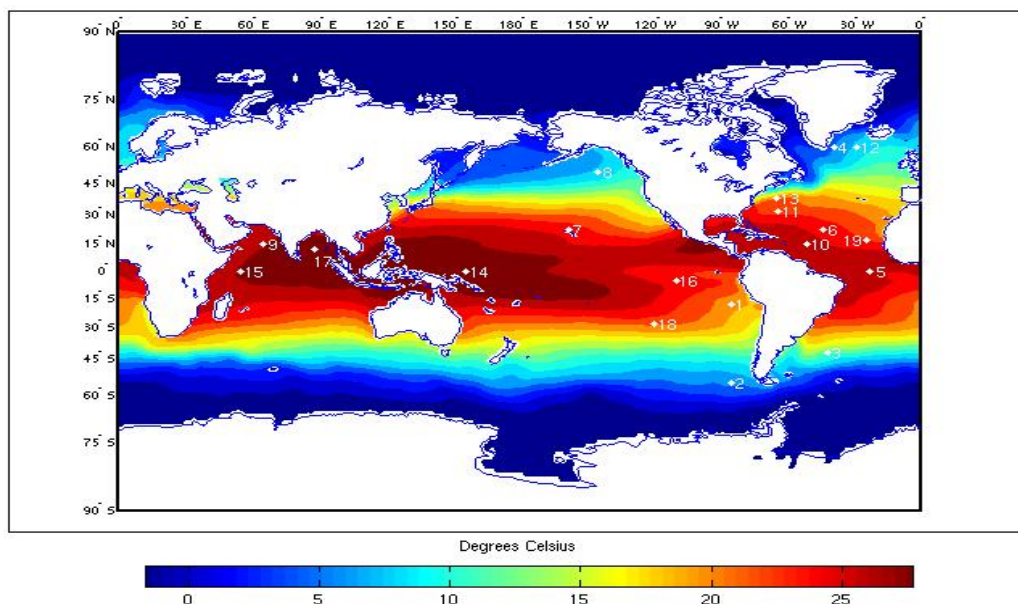 0° 30° E 60° E 90° E 120° E 150° E 180° W 150° W 120° W 90° W 60° W 30° W 0°
90° N
75° N
60° N
45° N
30° N
15° N
0°
15° S
30° S
45° S
60° S
75° S
90° S
4 12
8
13
11
7 6
9 10 19
17
15 14 5
16
1
18
3
2
Degrees Celsius
0 5 10 15 20 25